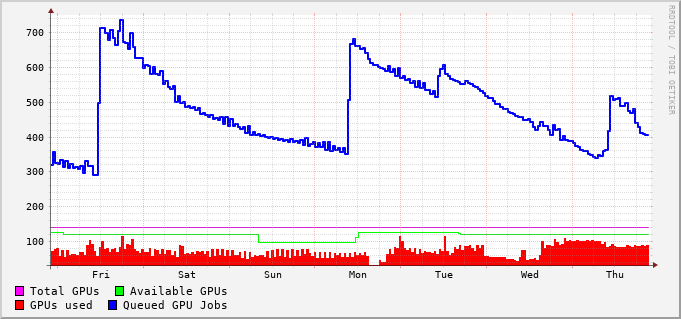 RRDTOOL / TOBI OETIKER
700
600
500
400
300
200
100
Fri Sat Sun Mon Tue Wed Thu
Total GPUs Available GPUs
GPUs used Queued GPU Jobs